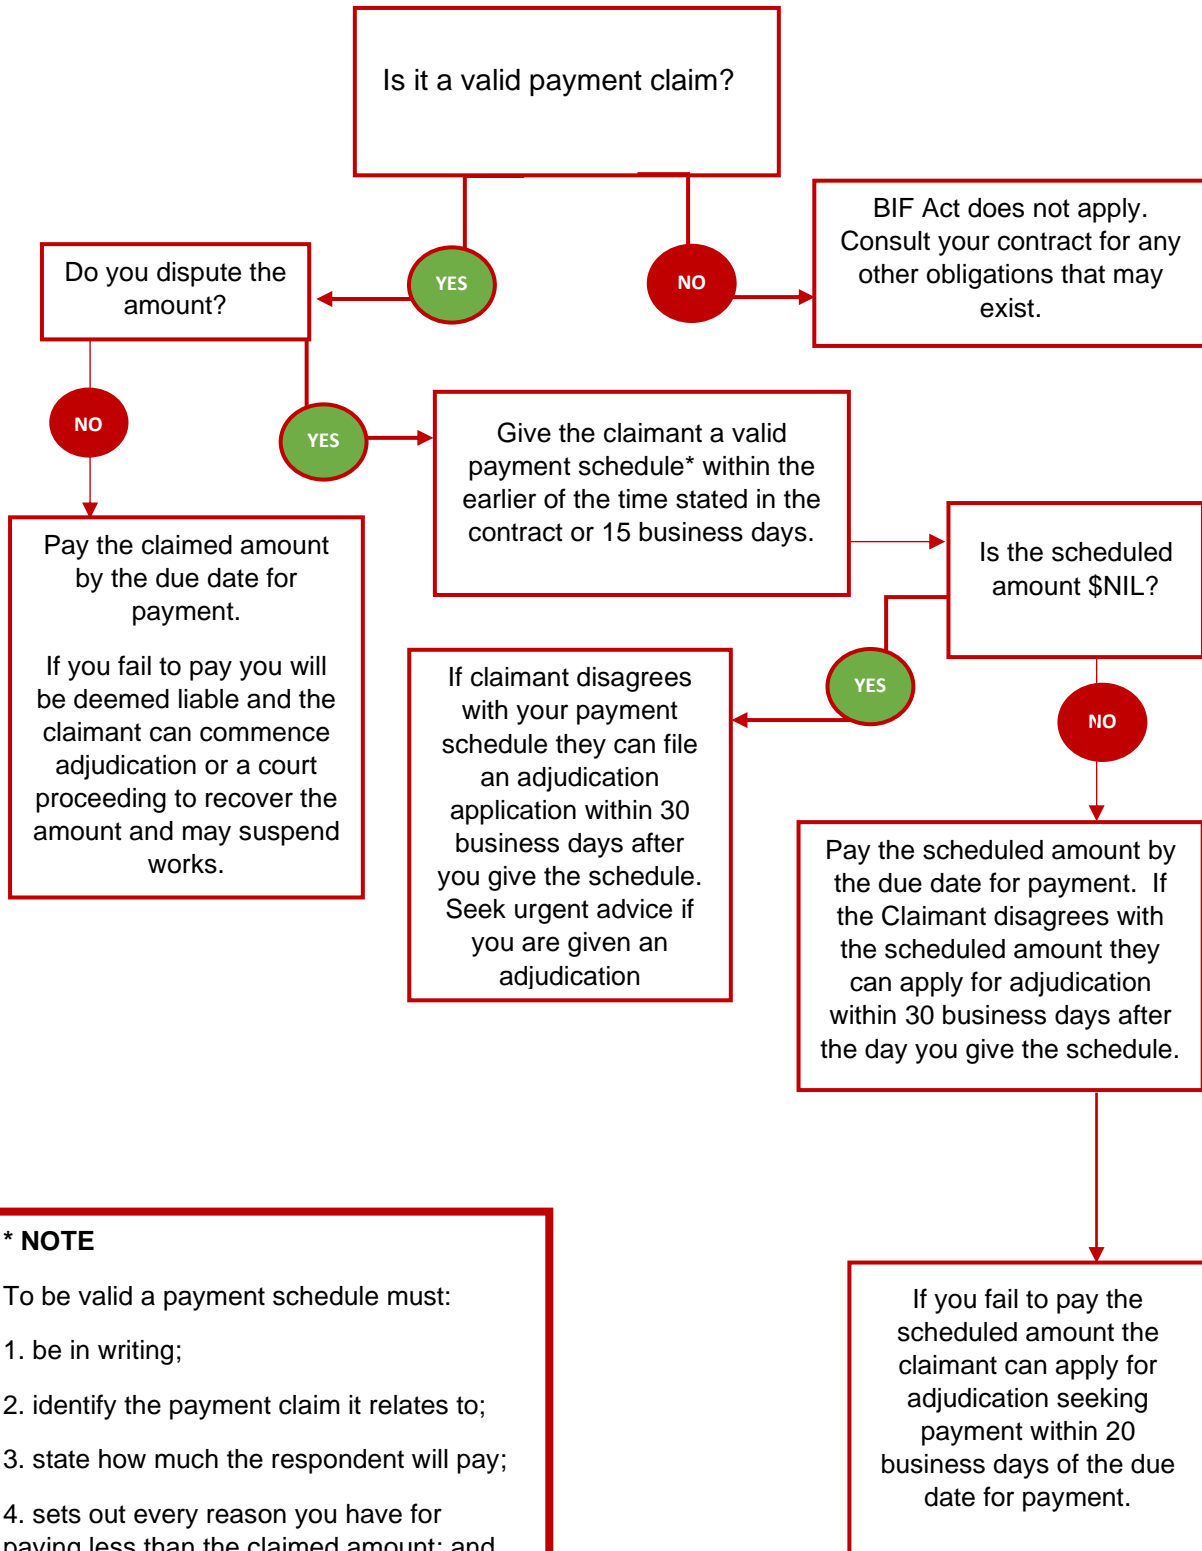 Is it a valid payment claim?
BIF Act does not apply.
Consult your contract for any
other obligations that may
exist.
Do you dispute the
amount?
YES
NO
NO
YES
Give the claimant a valid
payment schedule* within the
earlier of the time stated in the
contract or 15 business days.
Is the scheduled
amount $NIL?
Pay the claimed amount
by the due date for
payment.
If you fail to pay you will
be deemed liable and the
claimant can commence
adjudication or a court
proceeding to recover the
amount and may suspend
works.
YES
NO
If claimant disagrees
with your payment
schedule they can file
an adjudication
application within 30
business days after
you give the schedule.
Seek urgent advice if
you are given an
adjudication
Pay the scheduled amount by
the due date for payment.  If
the Claimant disagrees with
the scheduled amount they
can apply for adjudication
within 30 business days after
the day you give the schedule.
* NOTE
To be valid a payment schedule must:
1. be in writing;
2. identify the payment claim it relates to;
3. state how much the respondent will pay;
4. sets out every reason you have for
paying less than the claimed amount; and
If you fail to pay the
scheduled amount the
claimant can apply for
adjudication seeking
payment within 20
business days of the due
date for payment.